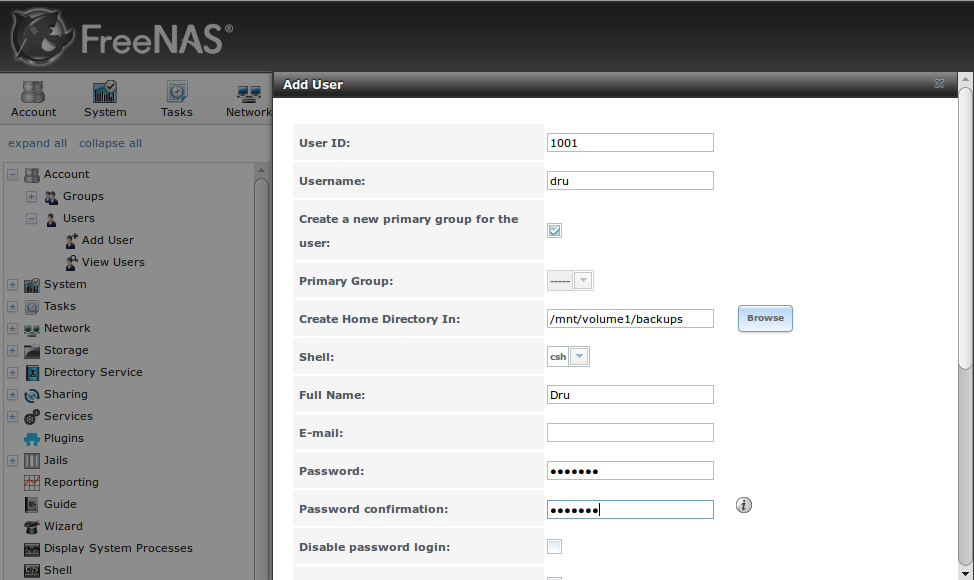 FreeNAS®
Account
System
Tasks
Network
expand all collapse all
Account
Groups
Users
Add User
View Users
System
Tasks
Network
Storage
Directory Service
Sharing
Services
Plugins
Jails
Reporting
Guide
Wizard
Display System Processes
Shell
Add User
User ID: 1001
Username: dru
Create a new primary group for the
user:
Primary Group: -----
Create Home Directory In: /mnt/volume1/backups Browse
Shell: csh
Full Name: Dru
E-mail:
Password: •••••••
Password confirmation: •••••••
Disable password login: